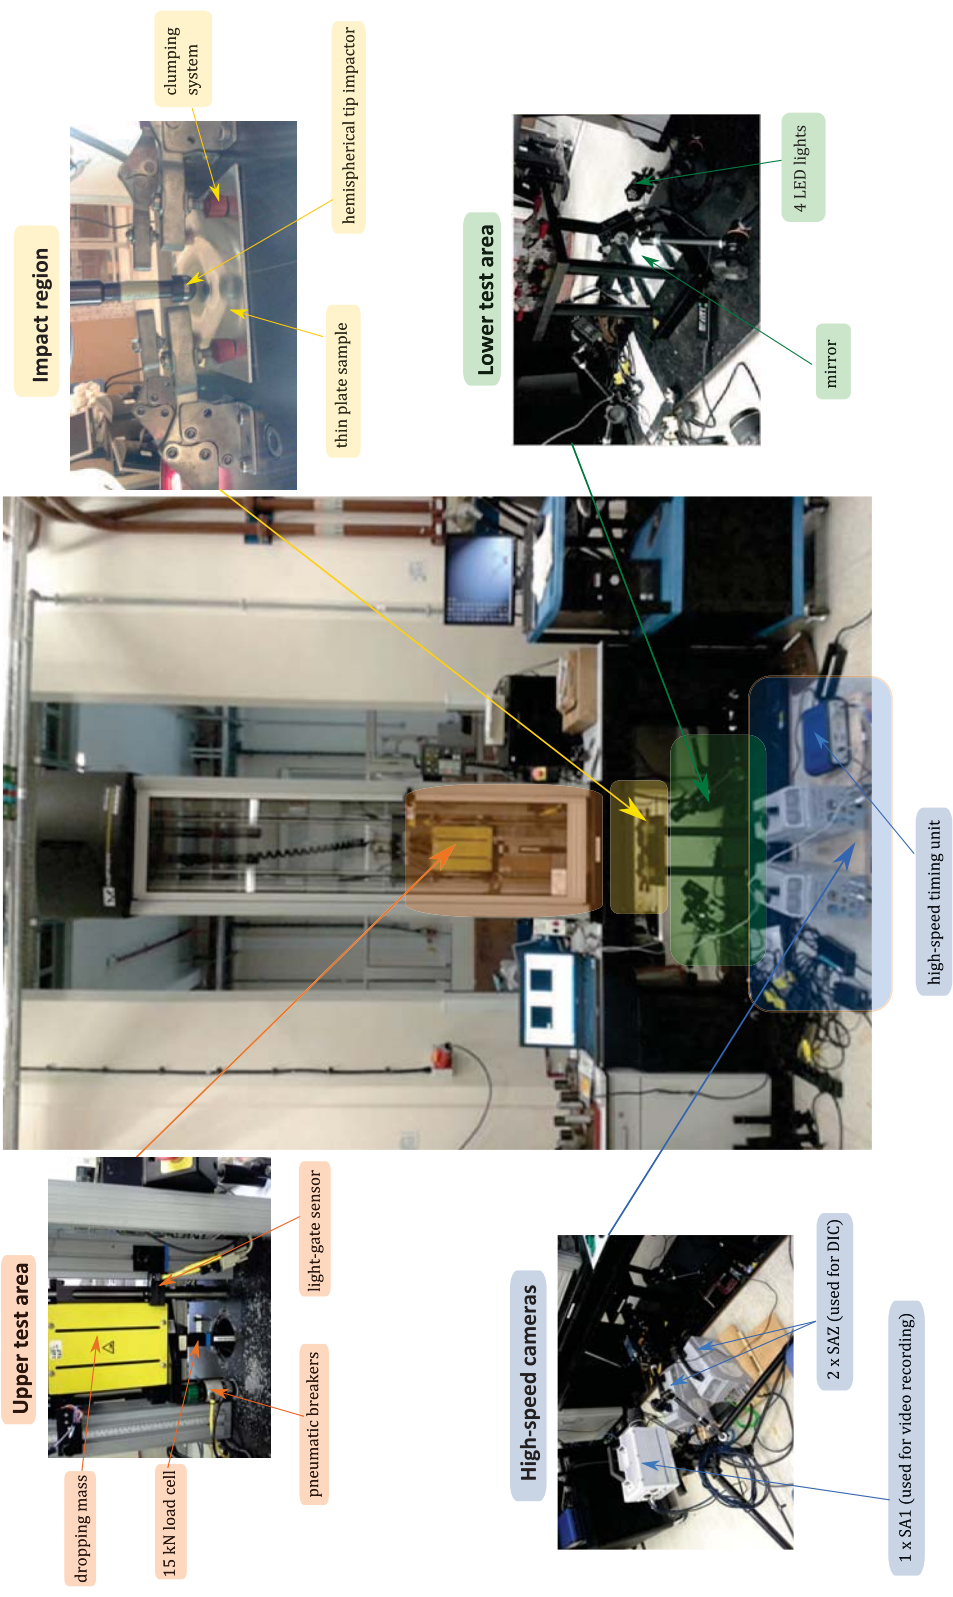 Upper test area
dropping mass
15 kN load cell
pneumatic breakers
light-gate sensor
Impact region
clumping
system
hemispherical tip impactor
thin plate sample
High-speed cameras
2 x SAZ (used for DIC)
1 x SA1 (used for video recording)
high-speed timing unit
Lower test area
4 LED lights
mirror